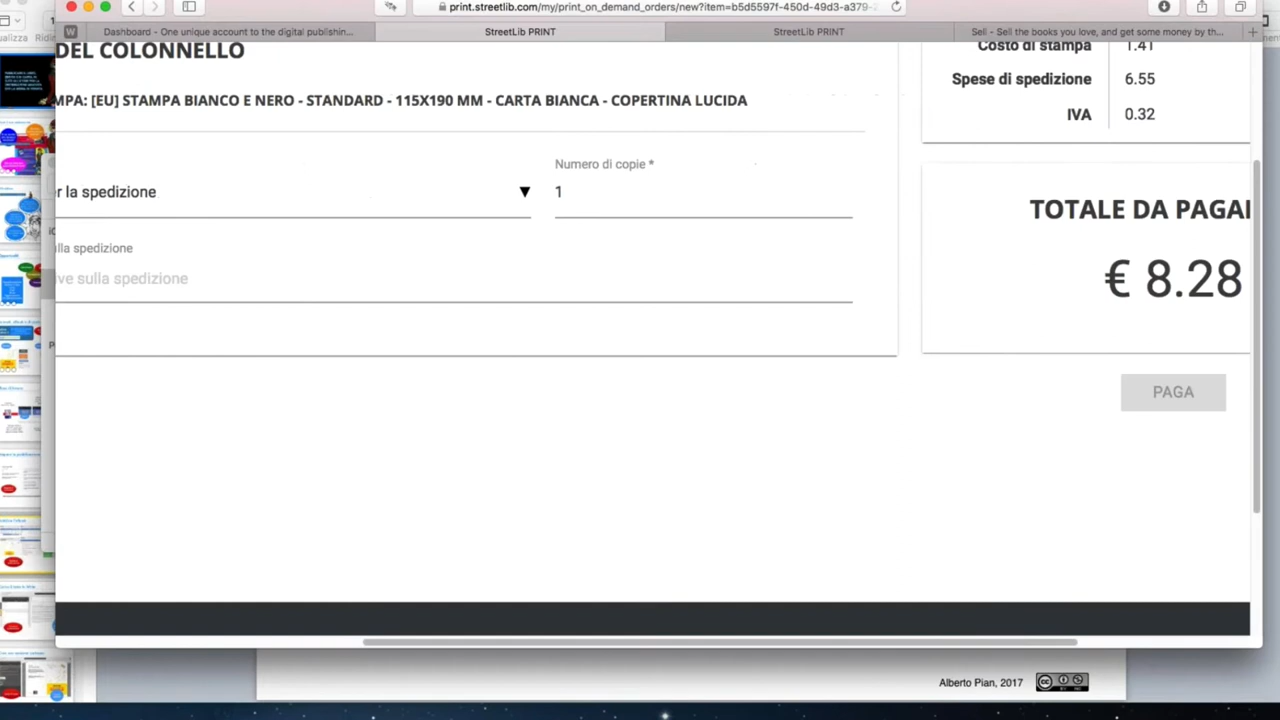 print.streetlib.com/my/print_on_demand_orders/new?item=b5d5597f-450d-49d3-a379-2
Dashboard - One unique account to the digital publishin...
StreetLib PRINT
StreetLib PRINT
Sell - Sell the books you love, and get some money by th...
DEL COLONNELLO
MPA: [EU] STAMPA BIANCO E NERO - STANDARD - 115X190 MM - CARTA BIANCA - COPERTINA LUCIDA
r la spedizione
Numero di copie *
1
lla spedizione
ve sulla spedizione
Costo di stampa 1.41
Spese di spedizione 6.55
IVA 0.32
TOTALE DA PAGAI
€ 8.28
PAGA
Alberto Pian, 2017